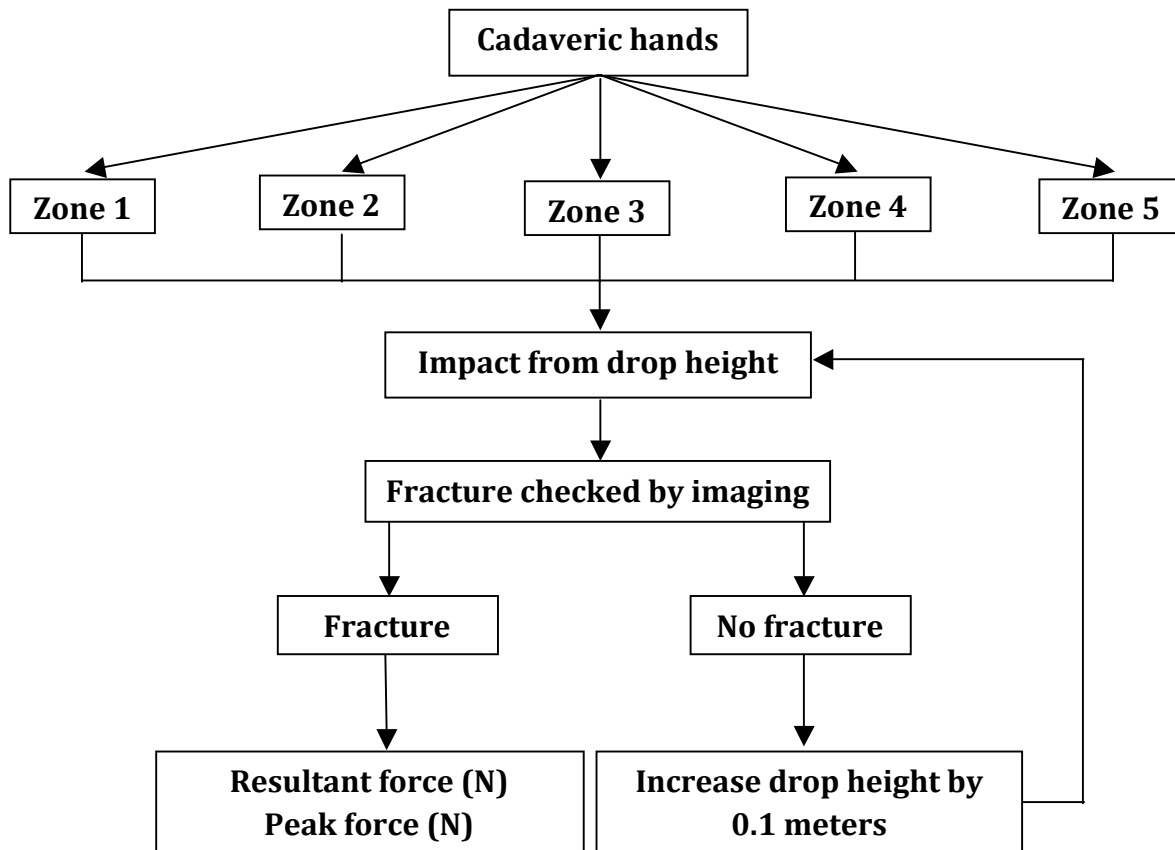 Cadaveric hands
Zone 1
Zone 2
Zone 3
Zone 4
Zone 5
Impact from drop height
Fracture checked by imaging
Fracture
No fracture
Resultant force (N)
Peak force (N)
Increase drop height by
0.1 meters